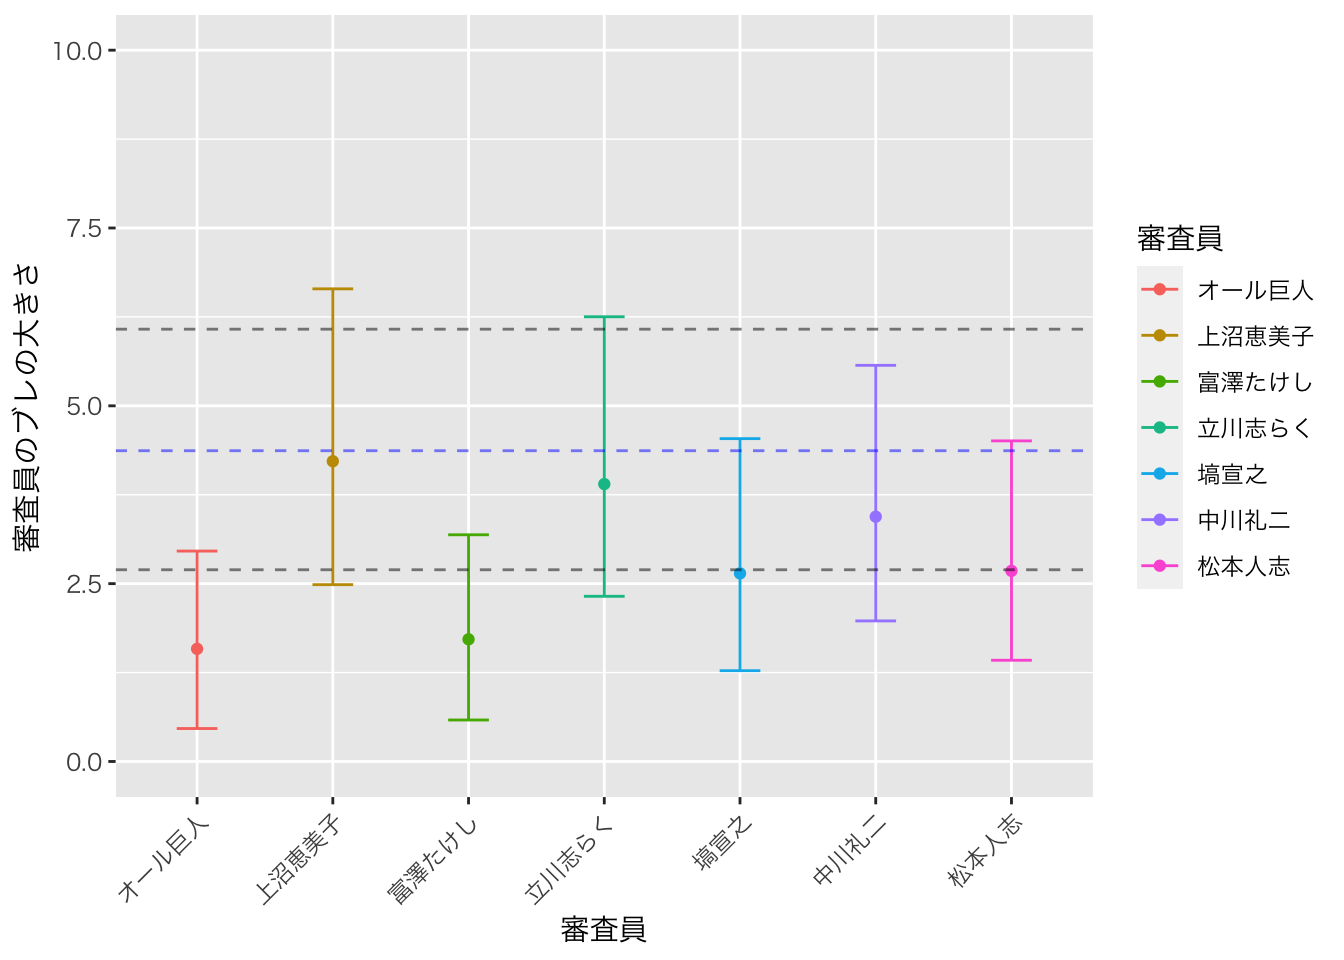 審査員のブレの大きさ
10.0
7.5
5.0
2.5
0.0
オール巨人
上沼恵美子
富澤たけし
立川志らく
塙宣之
中川礼二
松本人志
審査員
審査員
オール巨人
上沼恵美子
富澤たけし
立川志らく
塙宣之
中川礼二
松本人志